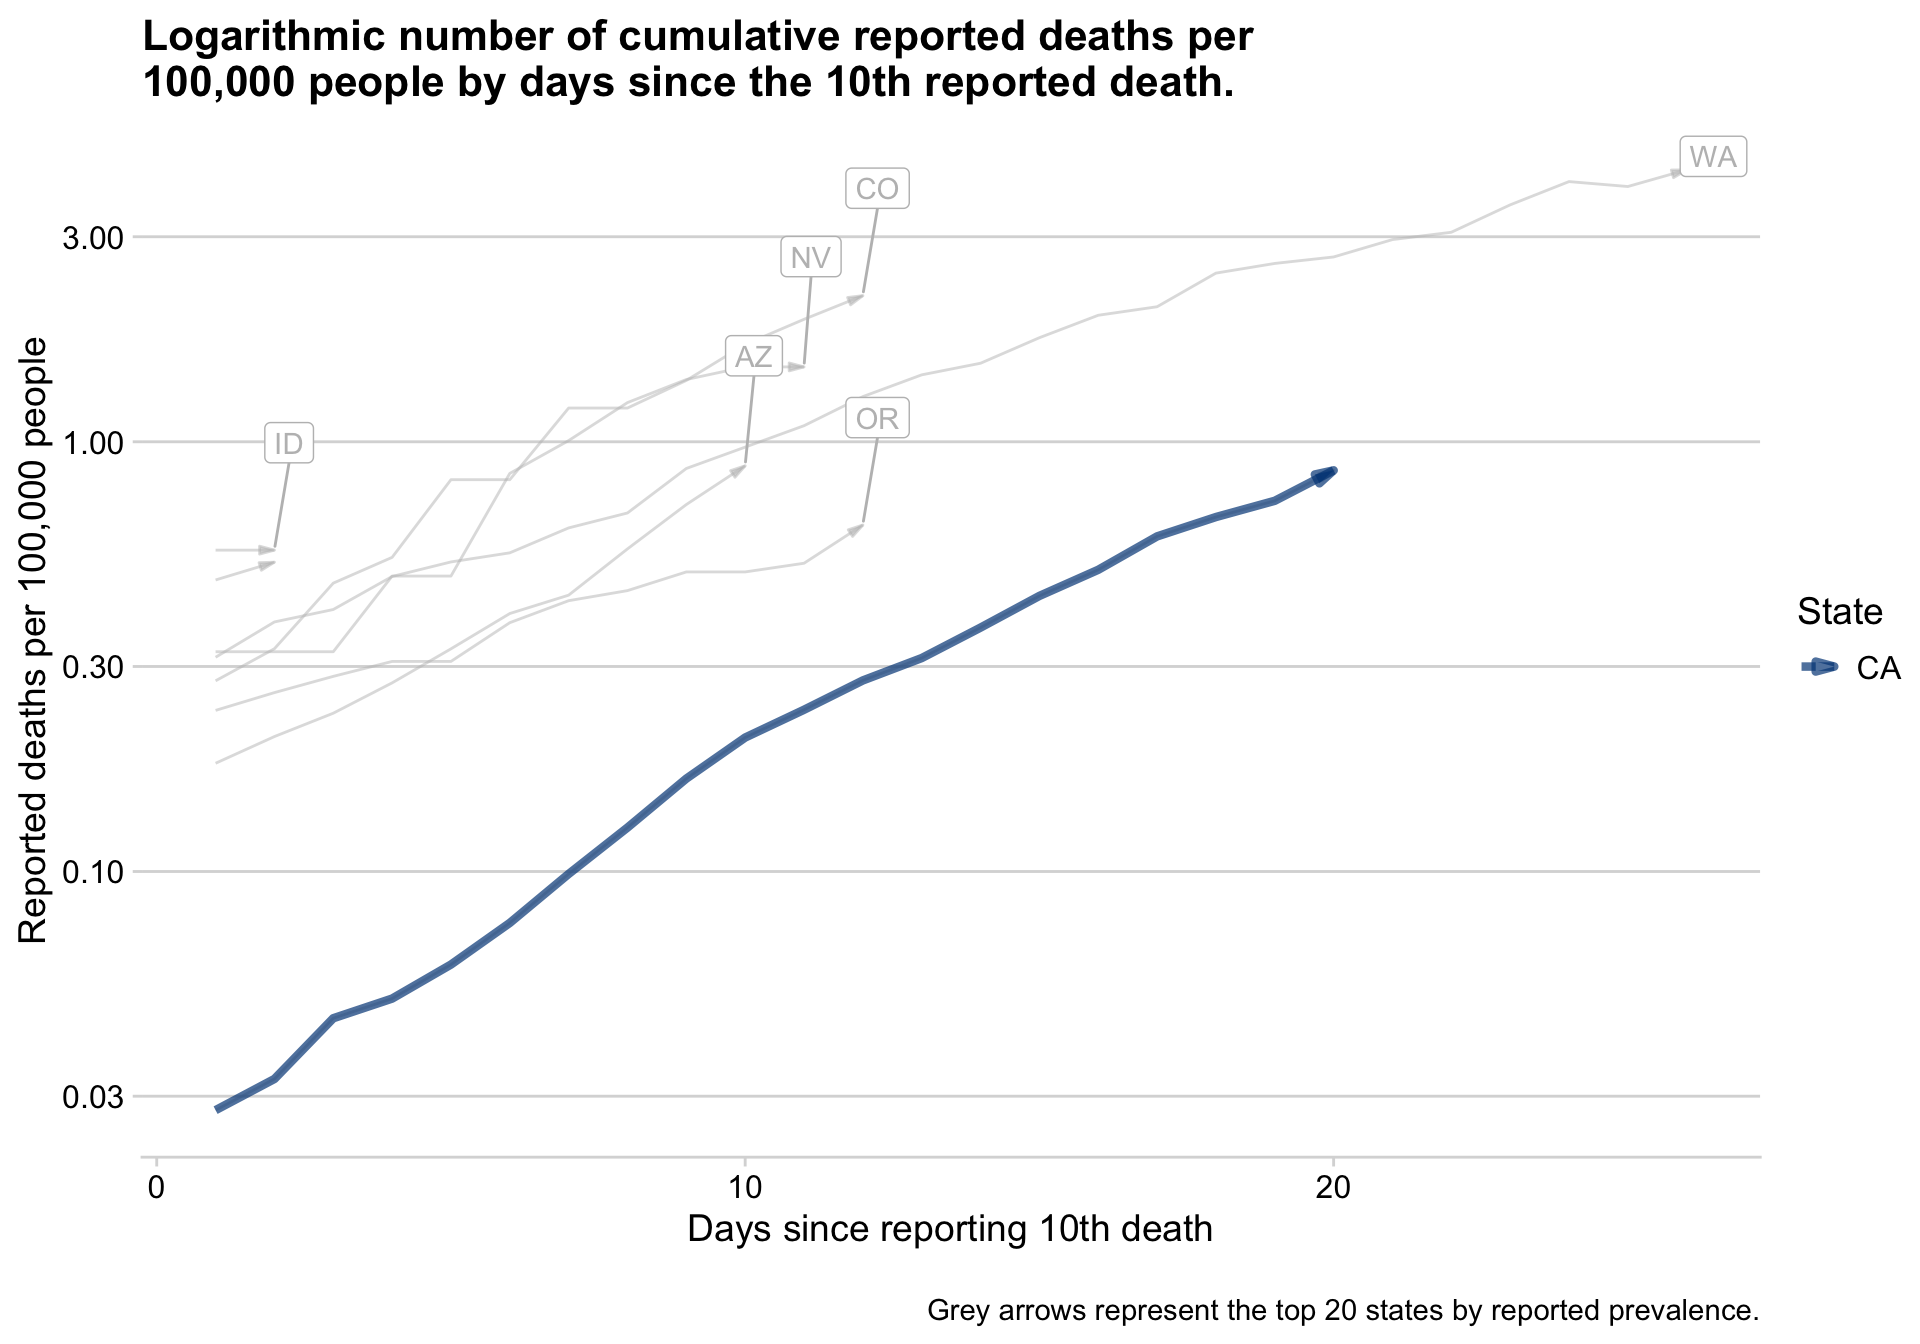 Logarithmic number of cumulative reported deaths per
100,000 people by days since the 10th reported death.
Reported deaths per 100,000 people
3.00
1.00
0.30
0.10
0.03
WA
CO
NV
AZ
OR
ID
State
CA
0 10 20
Days since reporting 10th death
Grey arrows represent the top 20 states by reported prevalence.